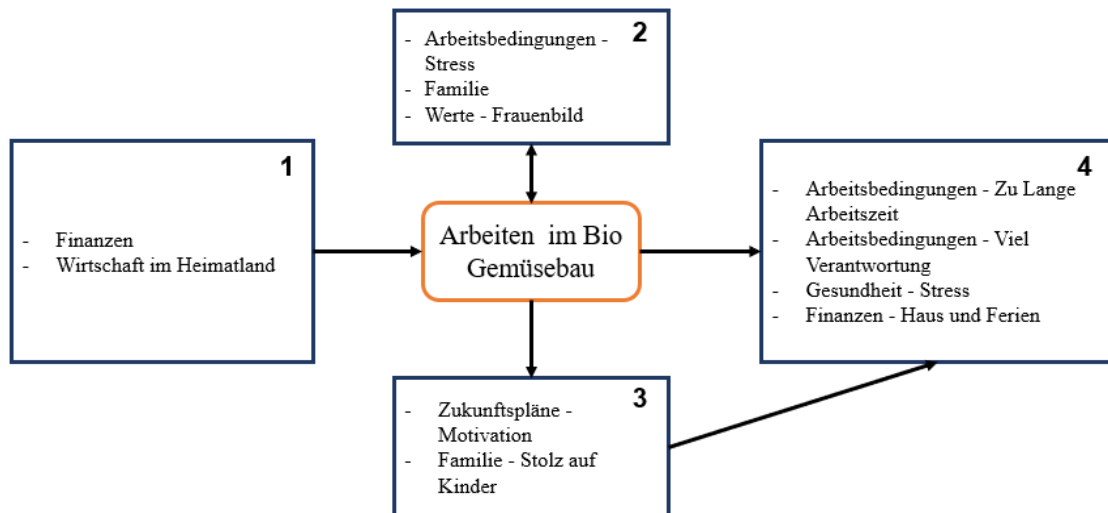 2
- Arbeitsbedingungen -
Stress
- Familie
- Werte - Frauenbild
1
- Finanzen
- Wirtschaft im Heimatland
Arbeiten im Bio
Gemüsebau
4
- Arbeitsbedingungen - Zu Lange
Arbeitszeit
- Arbeitsbedingungen - Viel
Verantwortung
- Gesundheit - Stress
- Finanzen - Haus und Ferien
3
- Zukunftspläne -
Motivation
- Familie - Stolz auf
Kinder